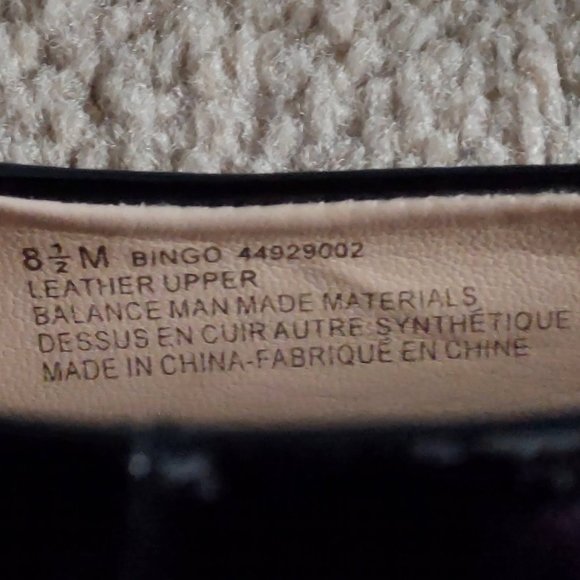 8 ½ M BINGO 44929002
LEATHER UPPER
BALANCE MAN MADE MATERIALS
DESSUS EN CUIR AUTRE SYNTHÉTIQUE
MADE IN CHINA-FABRIQUÉ EN CHINE